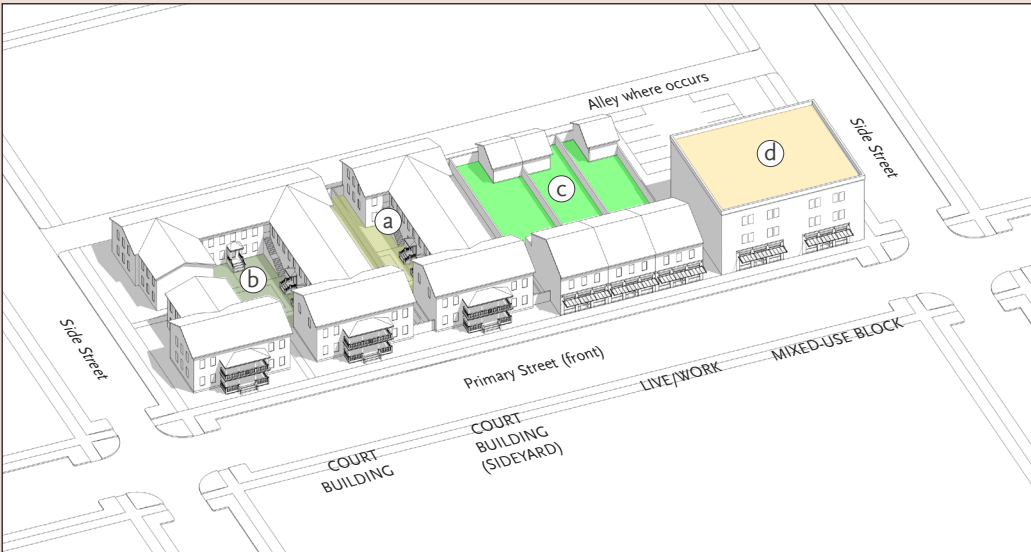 Alley where occurs
Side Street
d
c
a
b
Side Street
Primary Street (front)
MIXED-USE BLOCK
LIVE/WORK
COURT
BUILDING
(SIDEYARD)
COURT
BUILDING